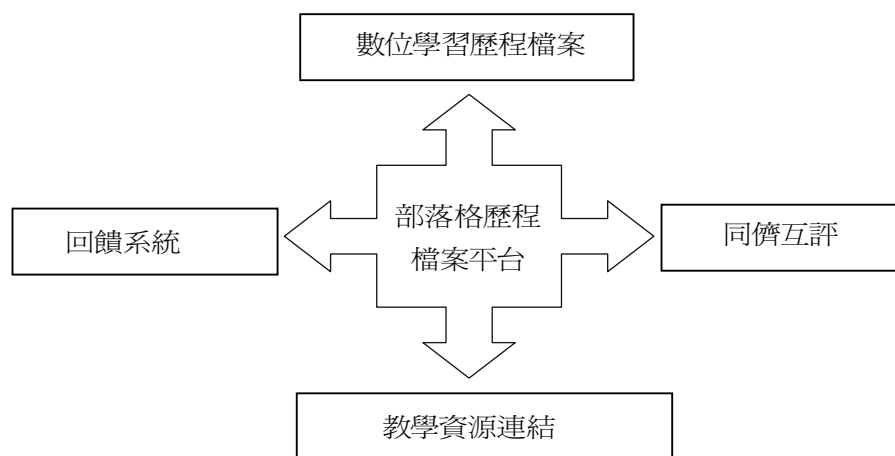 數位學習歷程檔案
回饋系統
部落格歷程
檔案平台
同儕互評
教學資源連結